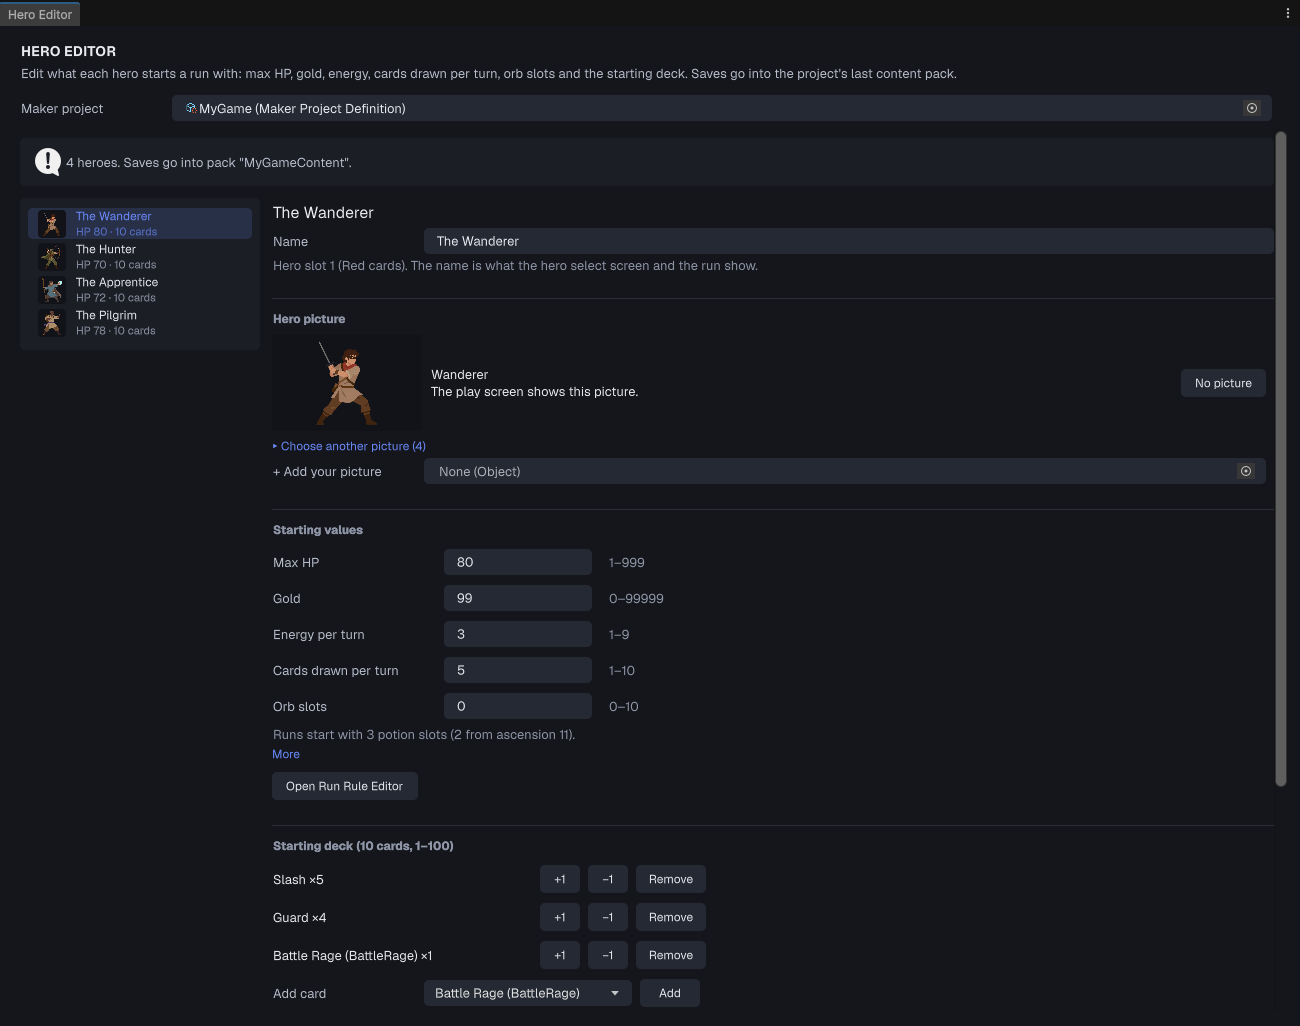 Hero Editor
HERO EDITOR
Edit what each hero starts a run with: max HP, gold, energy, cards drawn per turn, orb slots and the starting deck. Saves go into the project's last content pack.
Maker project
MyGame (Maker Project Definition)
4 heroes. Saves go into pack "MyGameContent".
The Wanderer
HP 80 · 10 cards
The Hunter
HP 70 · 10 cards
The Apprentice
HP 72 · 10 cards
The Pilgrim
HP 78 · 10 cards
The Wanderer
Name
The Wanderer
Hero slot 1 (Red cards). The name is what the hero select screen and the run show.
Hero picture
Wanderer
The play screen shows this picture.
No picture
Choose another picture (4)
+ Add your picture
None (Object)
Starting values
Max HP
80
1–999
Gold
99
0–99999
Energy per turn
3
1–9
Cards drawn per turn
5
1–10
Orb slots
0
0–10
Runs start with 3 potion slots (2 from ascension 11).
More
Open Run Rule Editor
Starting deck (10 cards, 1–100)
Slash ×5
+1
−1
Remove
Guard ×4
+1
−1
Remove
Battle Rage (BattleRage) ×1
+1
−1
Remove
Add card
Battle Rage (BattleRage)
Add